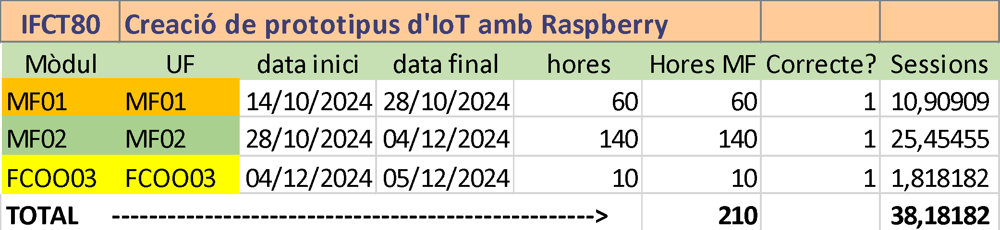 IFCT80 Creació de prototipus d'IoT amb Raspberry
Mòdul UF data inici data final hores Hores MF Correcte? Sessions
MF01 MF01 14/10/2024 28/10/2024 60 60 1 10,90909
MF02 MF02 28/10/2024 04/12/2024 140 140 1 25,45455
FCOO03 FCOO03 04/12/2024 05/12/2024 10 10 1 1,818182
TOTAL ---------------------------------------------------> 210 38,18182